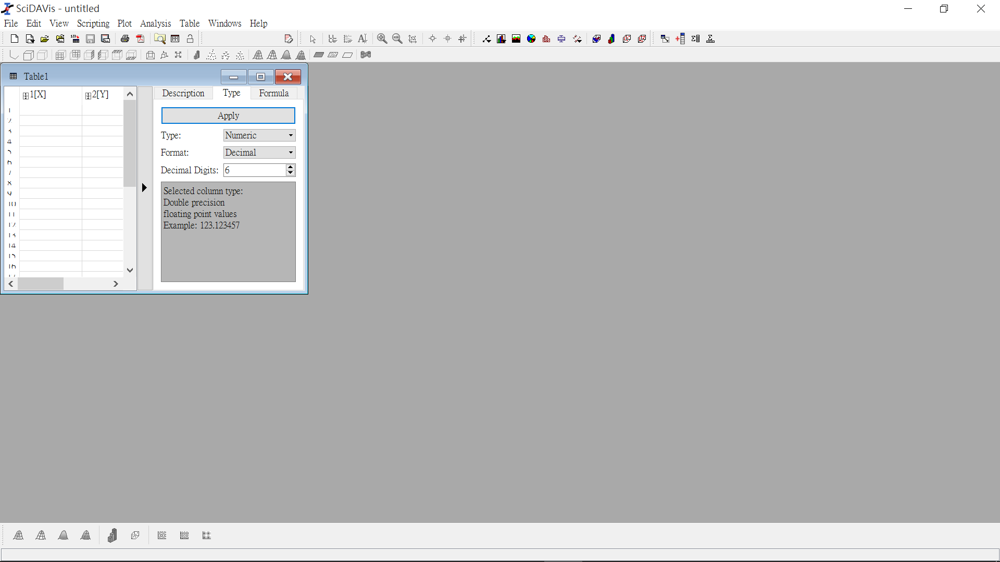 SciDAVis - untitled
File Edit View Scripting Plot Analysis Table Windows Help
Table1
1[X] 2[Y]
Description Type Formula
Apply
Type: Numeric
Format: Decimal
Decimal Digits: 6
Selected column type:
Double precision
floating point values
Example: 123.123457
1
2
3
4
5
6
7
8
9
10
11
12
13
14
15
16
17